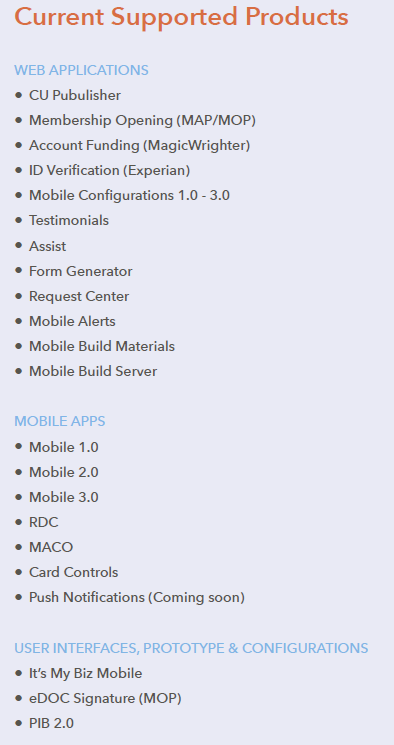 Current Supported Products
WEB APPLICATIONS
• CU Pubulisher
• Membership Opening (MAP/MOP)
• Account Funding (MagicWrighter)
• ID Verification (Experian)
• Mobile Configurations 1.0 - 3.0
• Testimonials
• Assist
• Form Generator
• Request Center
• Mobile Alerts
• Mobile Build Materials
• Mobile Build Server
MOBILE APPS
• Mobile 1.0
• Mobile 2.0
• Mobile 3.0
• RDC
• MACO
• Card Controls
• Push Notifications (Coming soon)
USER INTERFACES, PROTOTYPE & CONFIGURATIONS
• It’s My Biz Mobile
• eDOC Signature (MOP)
• PIB 2.0